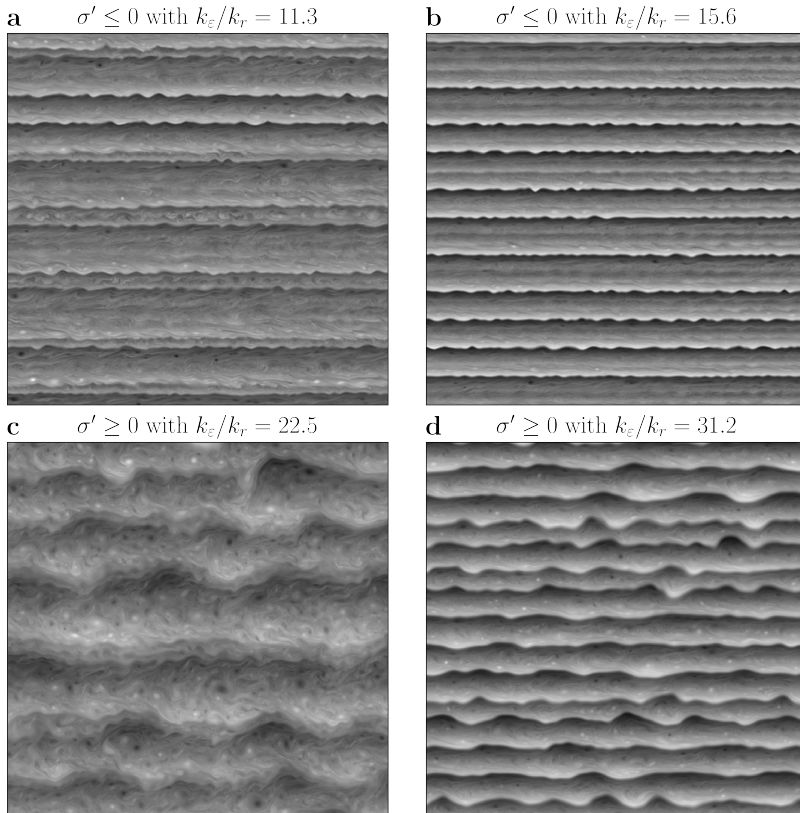 a σ′ ≤ 0 with k_ε/k_r = 11.3
b σ′ ≤ 0 with k_ε/k_r = 15.6
c σ′ ≥ 0 with k_ε/k_r = 22.5
d σ′ ≥ 0 with k_ε/k_r = 31.2